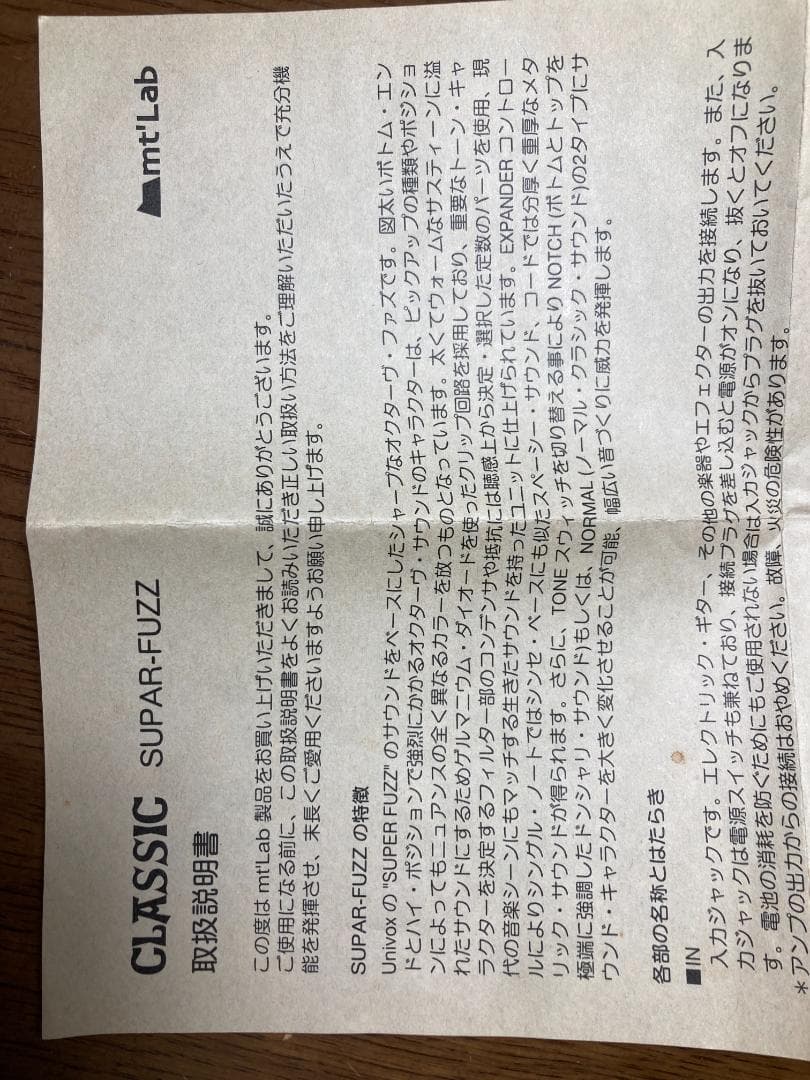 CLASSIC SUPAR-FUZZ
mt'Lab
取扱説明書
この度は mt'Lab 製品をお買い上げいただきまして、誠にありがとうございます。
ご使用になる前に、この取扱説明書をよくお読みいただき正しい取扱い方法をご理解いただいたうえで充分機
能を発揮させ、末長くご愛用くださいますようお願い申し上げます。
SUPAR-FUZZ の特徴
Univox の "SUPER FUZZ" のサウンドをベースにしたシャープなオクターヴ・ファズです。図太いボトム・エン
ドとハイ・ポジションで強烈にかかるオクターヴ・サウンドのキャラクターは、ピックアップの種類やポジショ
ンによってもニュアンスの全く異なるカラーを放つものとなっています。太くてウォームなサスティーンに溢
れたサウンドにするためゲルマニウム・ダイオードを使ったクリップ回路を採用しており、重要なトーン・キャ
ラクターを決定するフィルター部のコンデンサや抵抗には聴感上から決定・選択した定数のパーツを使用、現
代の音楽シーンにもマッチする生きたサウンドを持ったユニットに仕上げられています。EXPANDER コントロー
ルによりシングル・ノートではシンセ・ベースにも似たスペーシー・サウンド、コードでは分厚く重厚なメタ
リック・サウンドが得られます。さらに、TONE スウィッチを切り替える事により NOTCH (ボトムとトップを
極端に強調したドンシャリ・サウンド)もしくは、NORMAL (ノーマル・クラシック・サウンド)の2タイプにサ
ウンド・キャラクターを大きく変化させることが可能、幅広い音づくりに威力を発揮します。
各部の名称とはたらき
■IN
入力ジャックです。エレクトリック・ギター、その他の楽器やエフェクターの出力を接続します。また、入
力ジャックは電源スイッチも兼ねており、接続プラグを差し込むと電源がオンになり、抜くとオフになりま
す。電池の消耗を防ぐためにもご使用されない場合は入力ジャックからプラグを抜いておいてください。
*アンプの出力からの接続はおやめください。故障、火災の危険性があります。